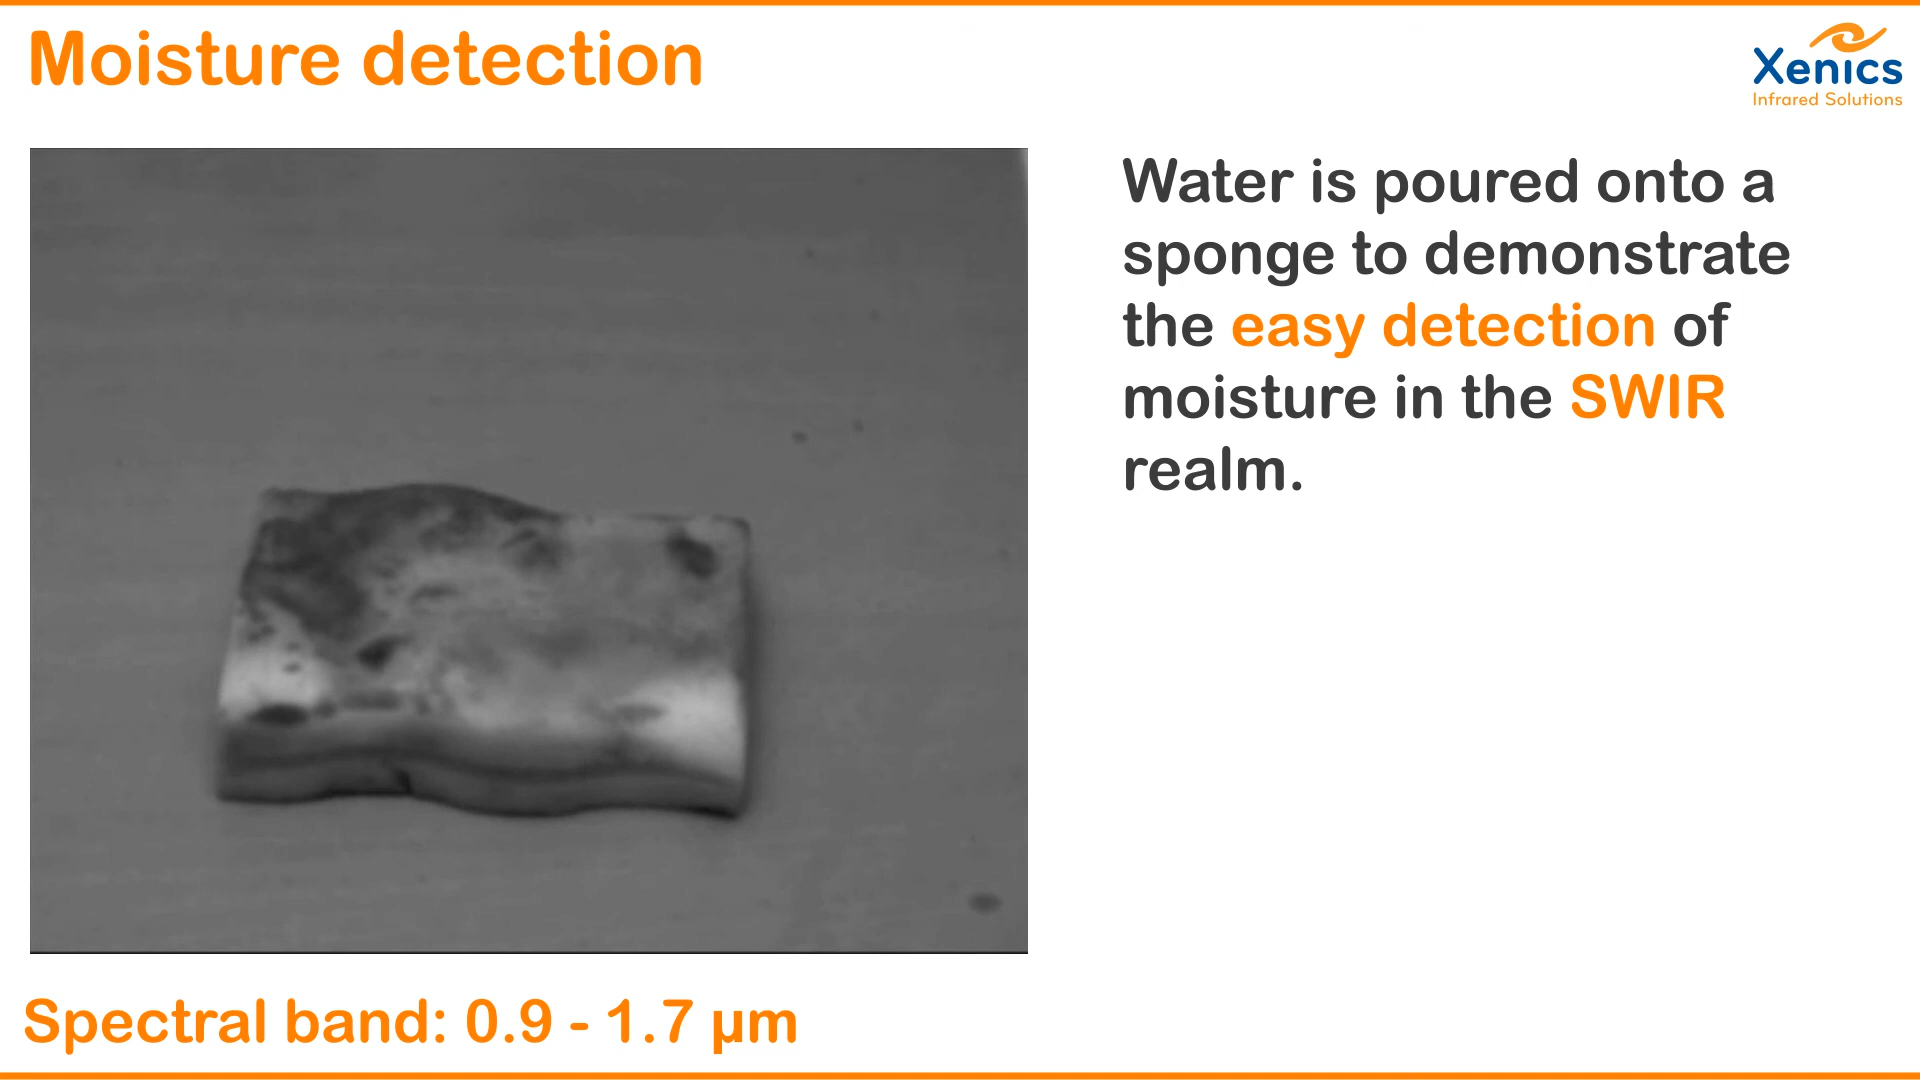 Moisture detection
Xenics
Infrared Solutions
Water is poured onto a
sponge to demonstrate
the easy detection of
moisture in the SWIR
realm.
Spectral band: 0.9 - 1.7 µm